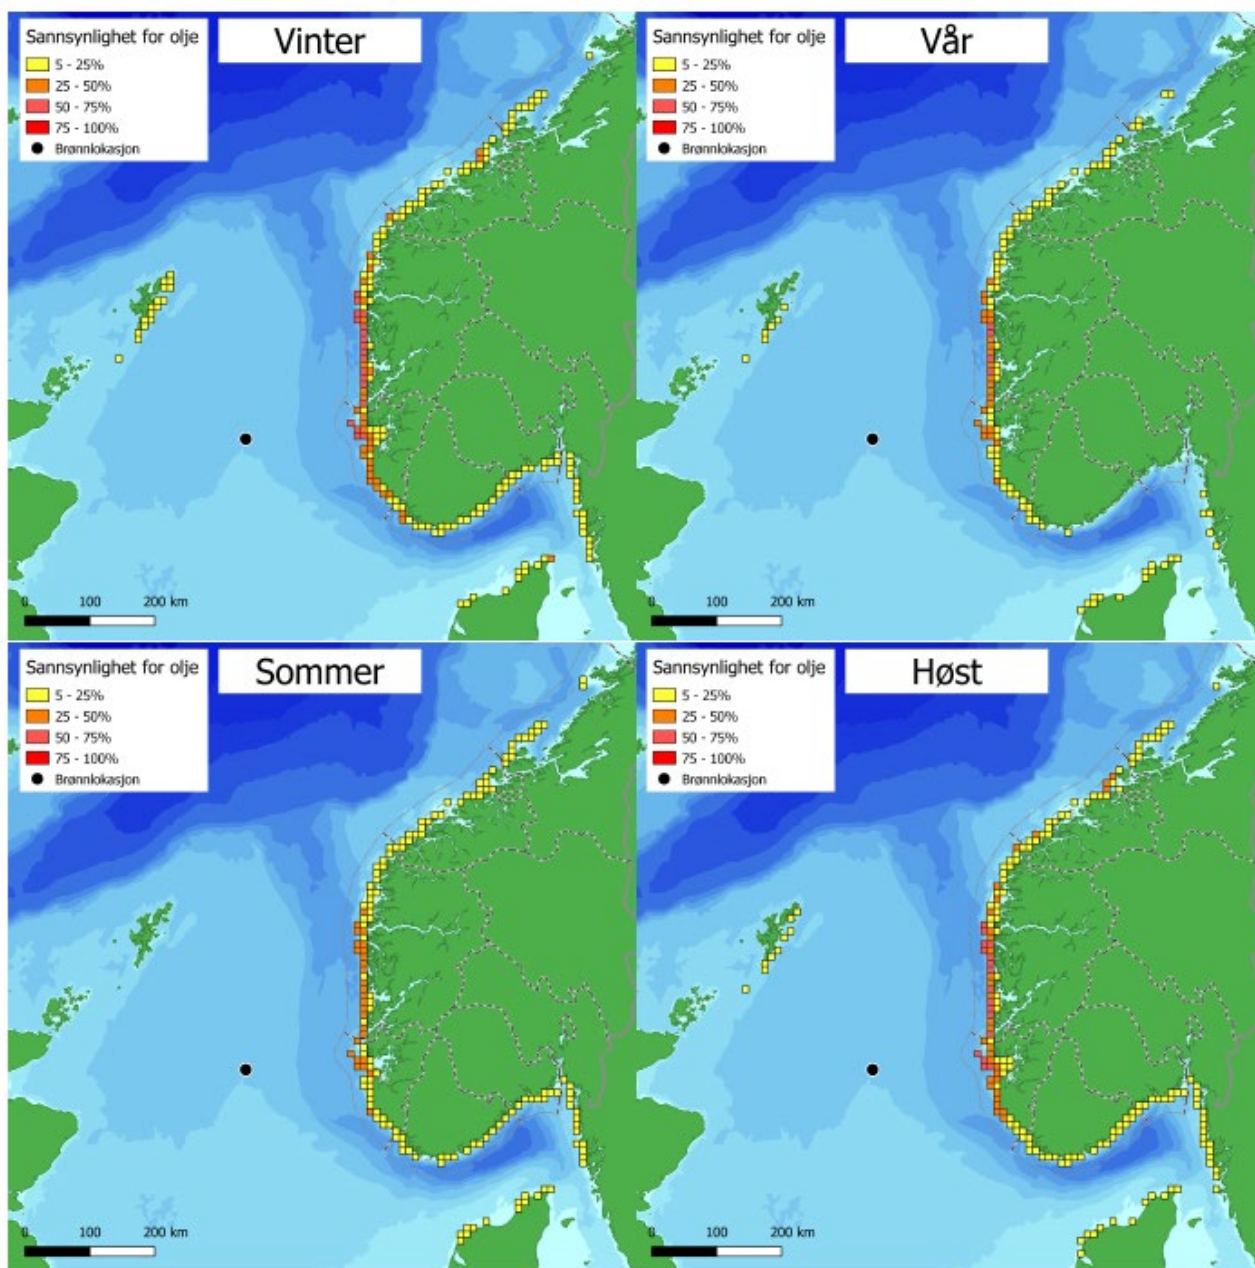 Sannsynlighet for olje
Vinter
5 - 25%
25 - 50%
50 - 75%
75 - 100%
Brønnlokasjon
0 100 200 km
Sannsynlighet for olje
Vår
5 - 25%
25 - 50%
50 - 75%
75 - 100%
Brønnlokasjon
0 100 200 km
Sannsynlighet for olje
Sommer
5 - 25%
25 - 50%
50 - 75%
75 - 100%
Brønnlokasjon
0 100 200 km
Sannsynlighet for olje
Høst
5 - 25%
25 - 50%
50 - 75%
75 - 100%
Brønnlokasjon
0 100 200 km